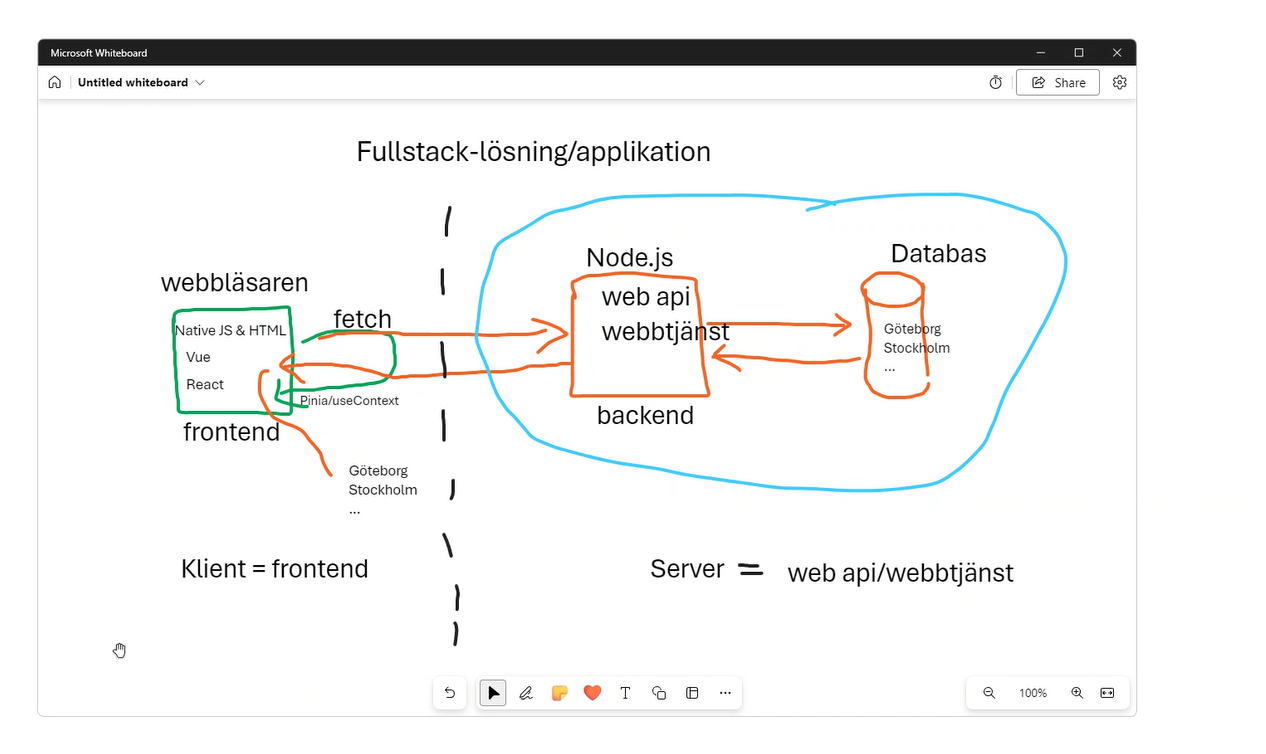 Microsoft Whiteboard
Untitled whiteboard
Share
Fullstack-lösning/applikation
webbläsaren
Native JS & HTML
Vue
React
frontend
fetch
Pinia/useContext
Göteborg
Stockholm
...
Node.js
web api
webbtjänst
backend
Databas
Göteborg
Stockholm
...
Klient = frontend
Server = web api/webbtjänst
100%